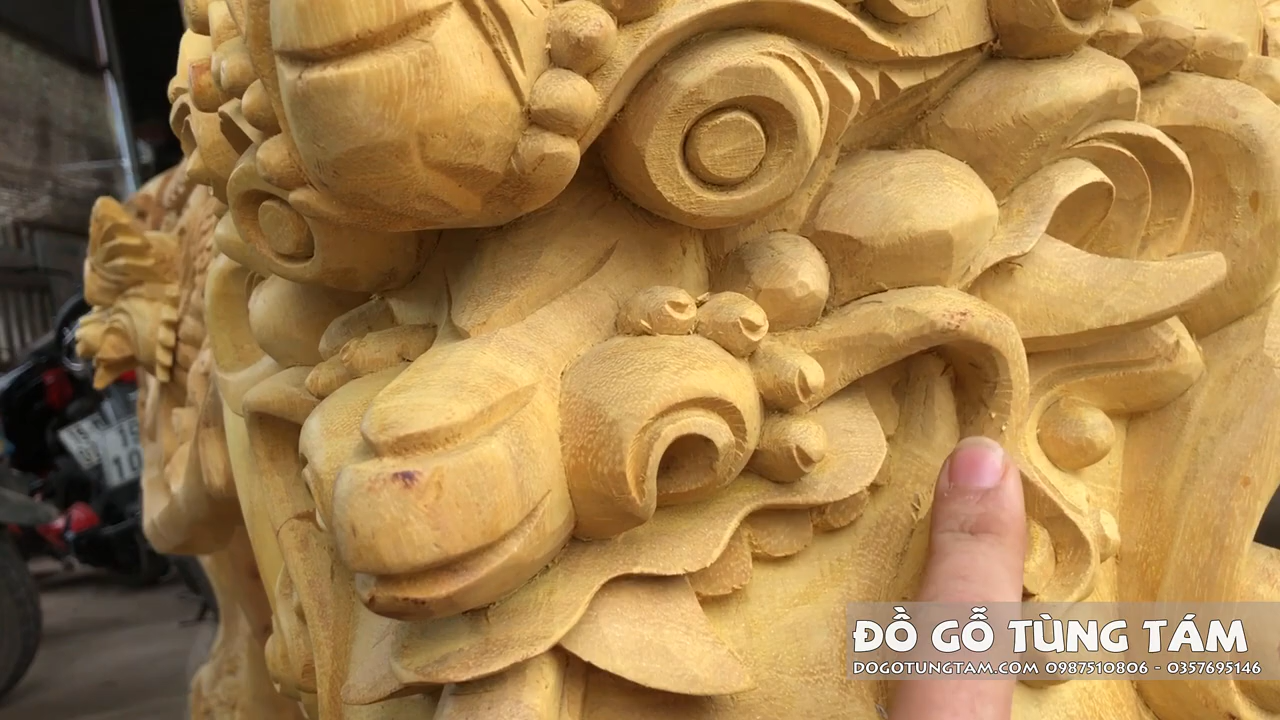 ĐỒ GỖ TÙNG TÁM
DOGOTUNGTAM.COM 0987510806 - 0357695146